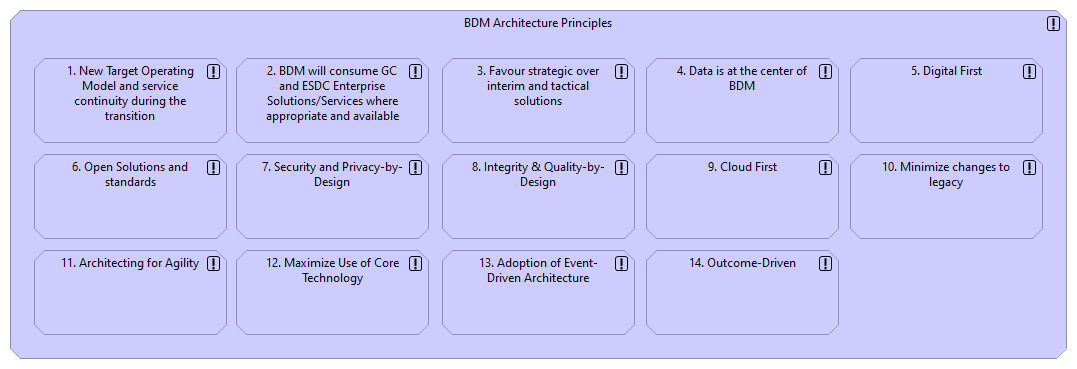 BDM Architecture Principles
1. New Target Operating
Model and service
continuity during the
transition
2. BDM will consume GC
and ESDC Enterprise
Solutions/Services where
appropriate and available
3. Favour strategic over
interim and tactical
solutions
4. Data is at the center of
BDM
5. Digital First
6. Open Solutions and
standards
7. Security and Privacy-by-
Design
8. Integrity & Quality-by-
Design
9. Cloud First
10. Minimize changes to
legacy
11. Architecting for Agility
12. Maximize Use of Core
Technology
13. Adoption of Event-
Driven Architecture
14. Outcome-Driven